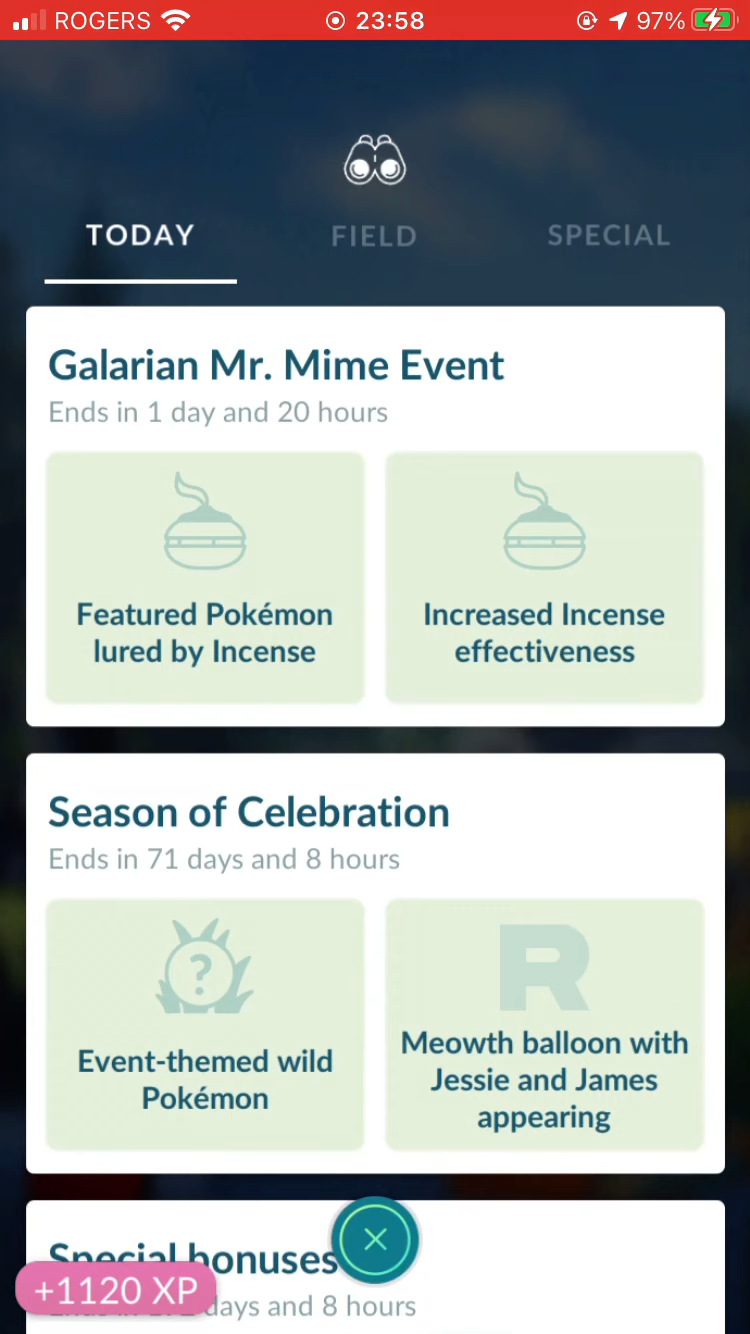 ROGERS 23:58 97%
TODAY FIELD SPECIAL
Galarian Mr. Mime Event
Ends in 1 day and 20 hours
Featured Pokémon
lured by Incense
Increased Incense
effectiveness
Season of Celebration
Ends in 71 days and 8 hours
?
Event-themed wild
Pokémon
R
Meowth balloon with
Jessie and James
appearing
Special bonuses
+1120 XP
days and 8 hours